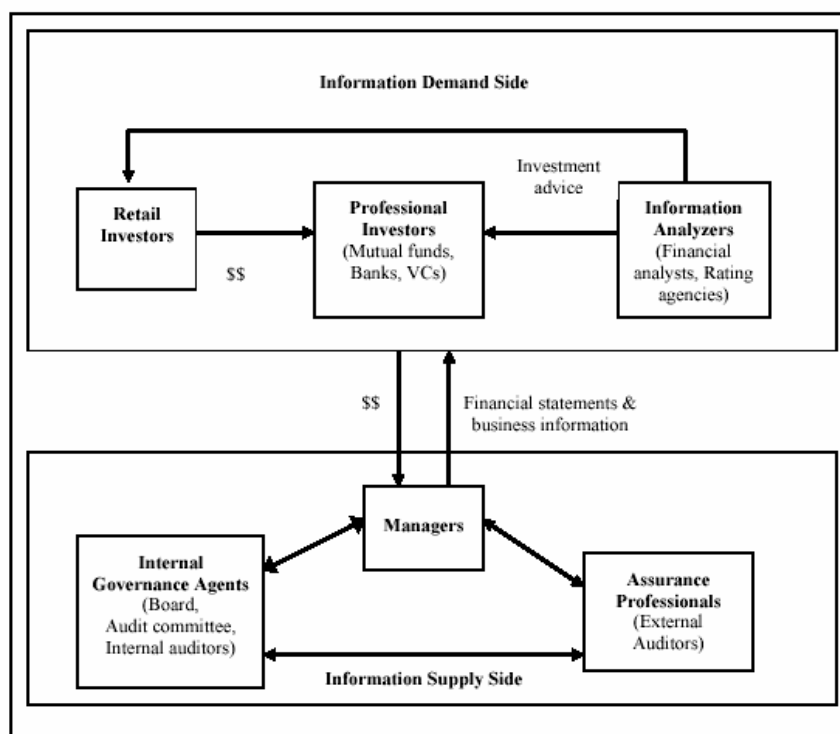 Information Demand Side
Investment
advice
Retail
Investors
Professional
Investors
(Mutual funds,
Banks, VCs)
Information
Analyzers
(Financial
analysts, Rating
agencies)
$$
$$
Financial statements &
business information
Managers
Internal
Governance Agents
(Board,
Audit committee,
Internal auditors)
Assurance
Professionals
(External
Auditors)
Information Supply Side